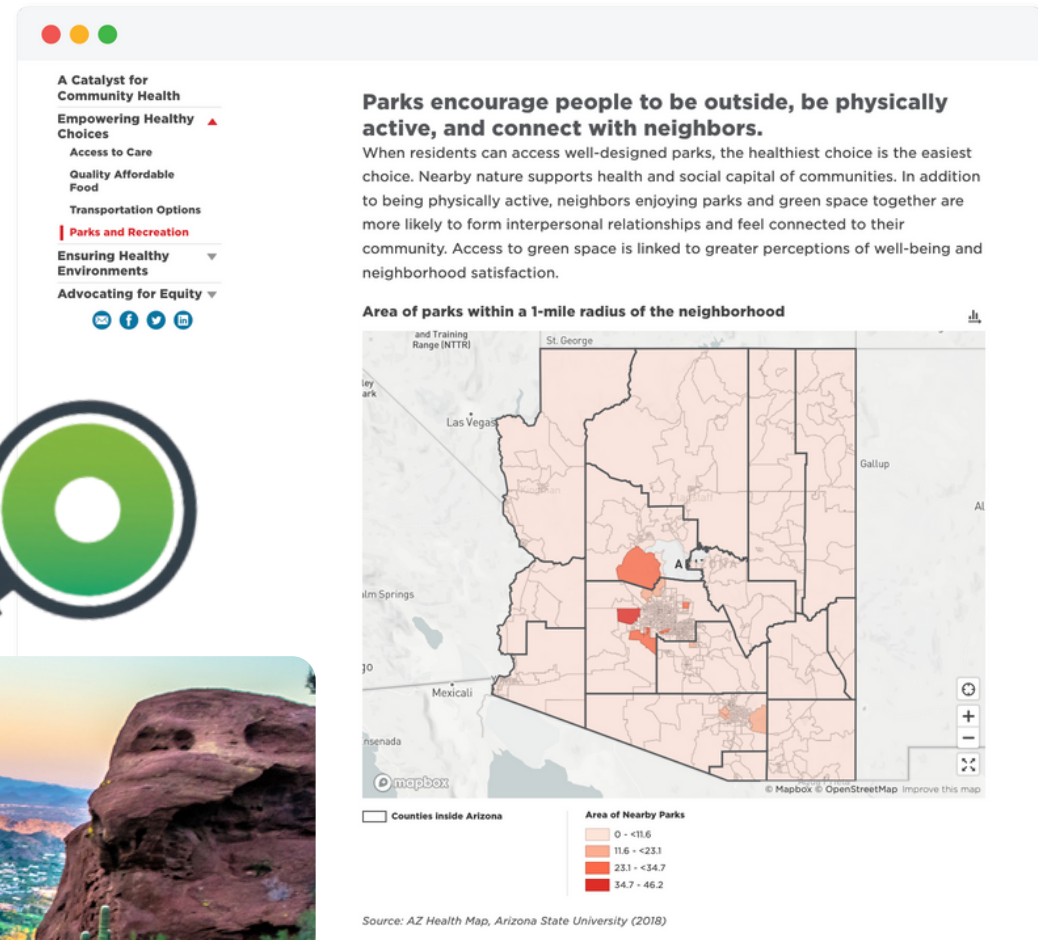 A Catalyst for
Community Health
Empowering Healthy
Choices
Access to Care
Quality Affordable
Food
Transportation Options
Parks and Recreation
Ensuring Healthy
Environments
Advocating for Equity
Parks encourage people to be outside, be physically
active, and connect with neighbors.
When residents can access well-designed parks, the healthiest choice is the easiest
choice. Nearby nature supports health and social capital of communities. In addition
to being physically active, neighbors enjoying parks and green space together are
more likely to form interpersonal relationships and feel connected to their
community. Access to green space is linked to greater perceptions of well-being and
neighborhood satisfaction.
Area of parks within a 1-mile radius of the neighborhood
and Training
Range (NTTR)
St. George
ley
ark
Las Vegas
Gallup
Flagstaff
Al
ARIZONA
lm Springs
go
Mexicali
nsenada
mapbox
© Mapbox © OpenStreetMap Improve this map
Counties Inside Arizona
Area of Nearby Parks
0 - <11.6
11.6 - <23.1
23.1 - <34.7
34.7 - 46.2
Source: AZ Health Map, Arizona State University (2018)